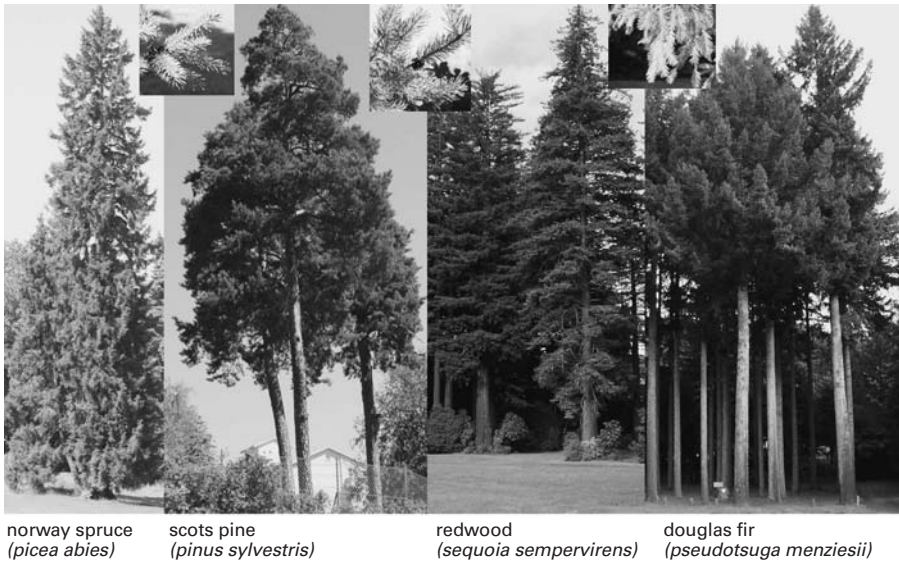 norway spruce
(picea abies)
scots pine
(pinus sylvestris)
redwood
(sequoia sempervirens)
douglas fir
(pseudotsuga menziesii)